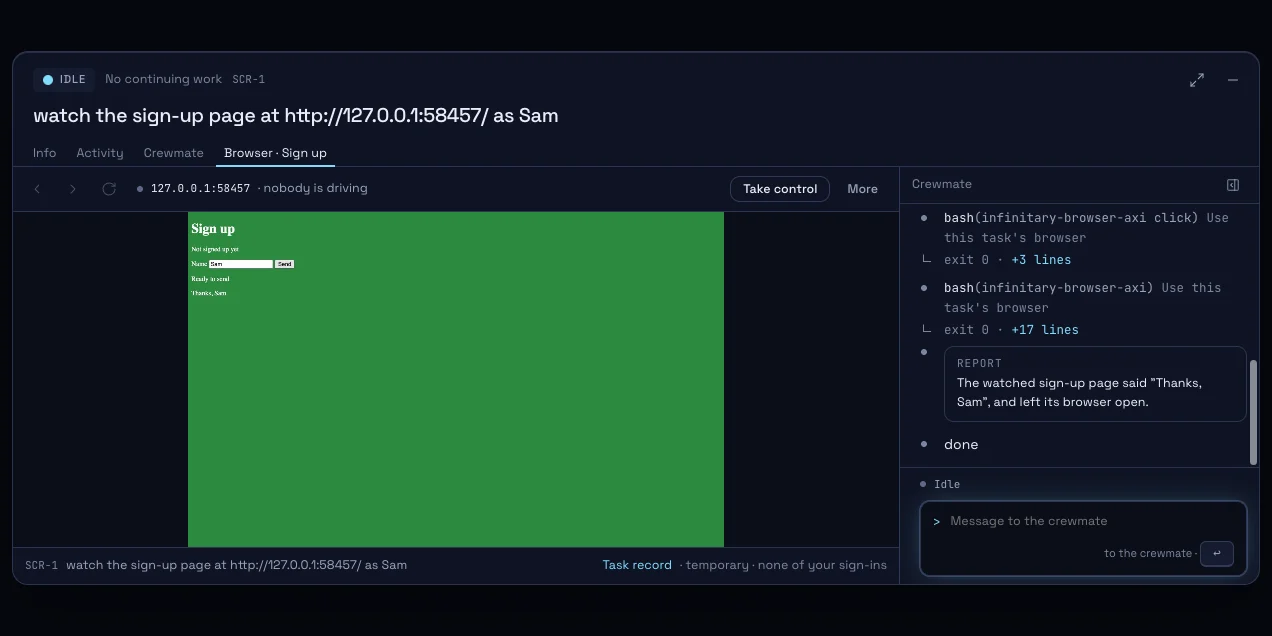 IDLE No continuing work SCR-1
watch the sign-up page at http://127.0.0.1:58457/ as Sam
Info Activity Crewmate Browser · Sign up
127.0.0.1:58457 · nobody is driving Take control More
Sign up
Not signed up yet
Name Sam Send
Ready to send
Thanks, Sam
Crewmate
bash(infinitary-browser-axi click) Use
this task's browser
exit 0 · +3 lines
bash(infinitary-browser-axi) Use this
task's browser
exit 0 · +17 lines
REPORT
The watched sign-up page said "Thanks,
Sam", and left its browser open.
done
Idle
> Message to the crewmate
to the crewmate · ↩
SCR-1 watch the sign-up page at http://127.0.0.1:58457/ as Sam Task record · temporary · none of your sign-ins